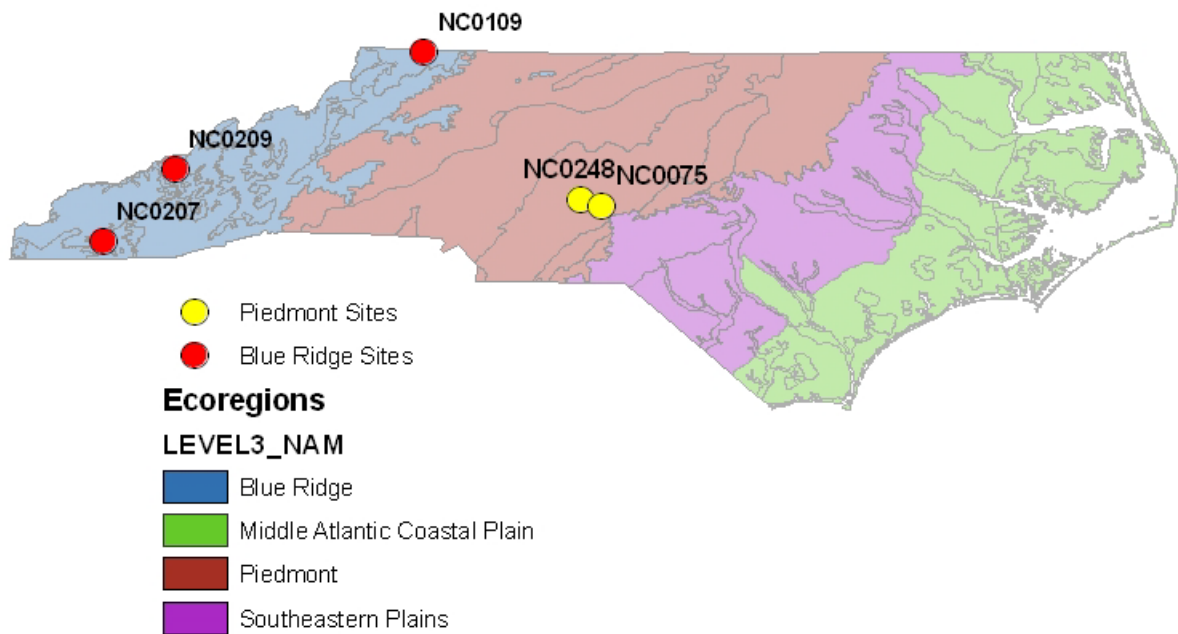 NC0109
NC0209
NC0248 NC0075
NC0207
Piedmont Sites
Blue Ridge Sites
Ecoregions
LEVEL3_NAM
Blue Ridge
Middle Atlantic Coastal Plain
Piedmont
Southeastern Plains